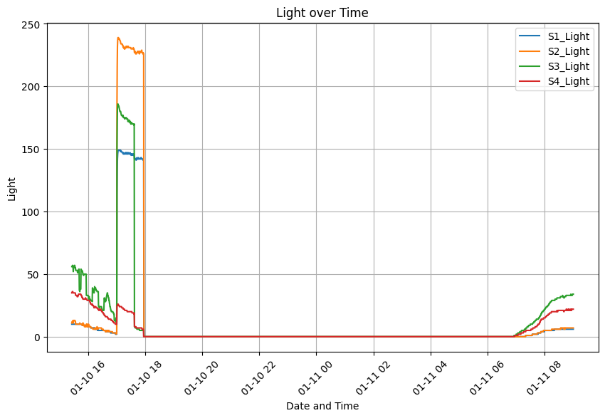 Light over Time
250
200
150
100
50
0
Light
S1_Light
S2_Light
S3_Light
S4_Light
01-10 16
01-10 18
01-10 20
01-10 22
01-11 00
01-11 02
01-11 04
01-11 06
01-11 08
Date and Time